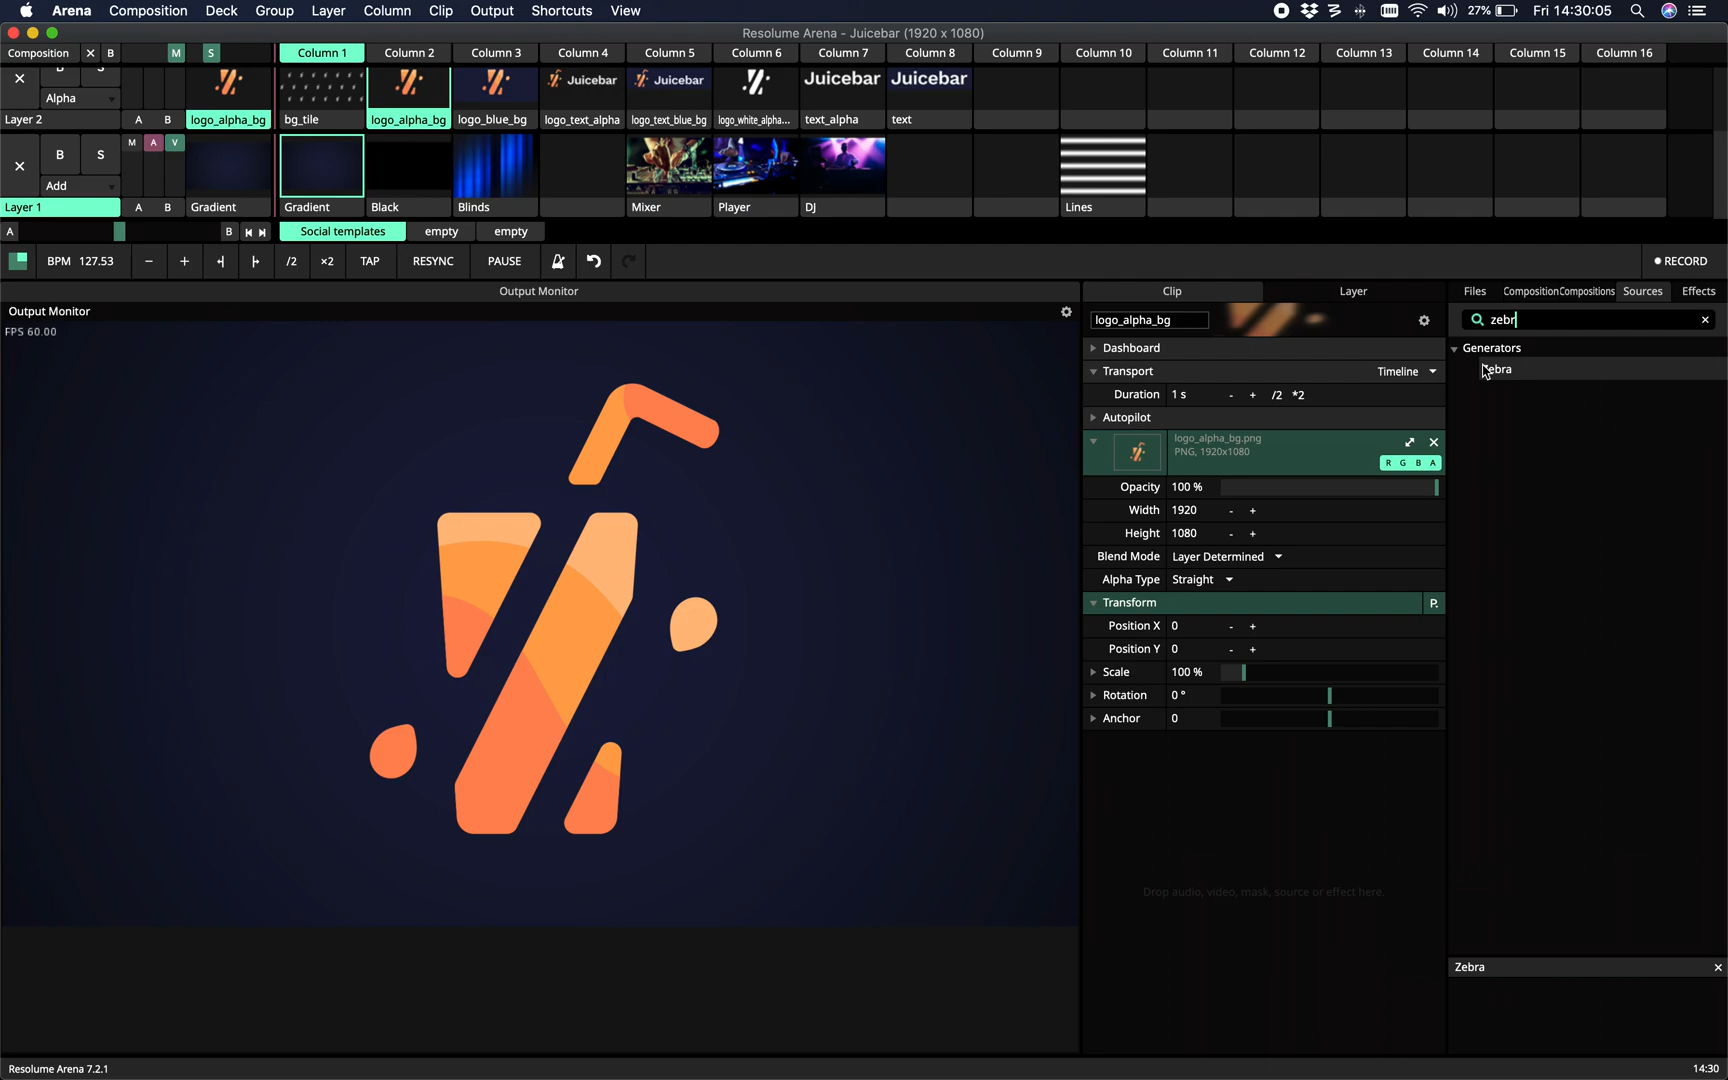 Arena Composition Deck Group Layer Column Clip Output Shortcuts View 27% Fri 14:30:05
Resolume Arena - Juicebar (1920 x 1080)
Composition B M S Column 1 Column 2 Column 3 Column 4 Column 5 Column 6 Column 7 Column 8 Column 9 Column 10 Column 11 Column 12 Column 13 Column 14 Column 15 Column 16
B S Juicebar Juicebar Juicebar Juicebar
Alpha
Layer 2 A B logo_alpha_bg bg_tile logo_alpha_bg logo_blue_bg logo_text_alpha logo_text_blue_bg logo_white_alpha... text_alpha text
M A V
B S
Add
Layer 1 A B Gradient Gradient Black Blinds Mixer Player DJ Lines
A B Social templates empty empty
BPM 127.53 - + /2 ×2 TAP RESYNC PAUSE RECORD
Output Monitor Clip Layer Files CompositionCompositions Sources Effects
Output Monitor logo_alpha_bg zebr
FPS 60.00
Dashboard Generators
Transport Timeline ebra
Duration 1 s - + /2 *2
Autopilot
logo_alpha_bg.png
PNG, 1920x1080
R G B A
Opacity 100 %
Width 1920 - +
Height 1080 - +
Blend Mode Layer Determined
Alpha Type Straight
Transform P.
Position X 0 - +
Position Y 0 - +
Scale 100 %
Rotation 0 °
Anchor 0
Drop audio, video, mask, source or effect here.
Zebra
Resolume Arena 7.2.1 14:30